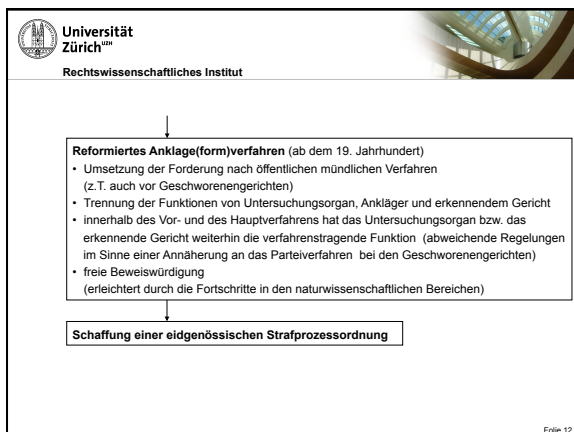 Universität
Zürich UZH
Rechtswissenschaftliches Institut
Reformiertes Anklage(form)verfahren (ab dem 19. Jahrhundert)
• Umsetzung der Forderung nach öffentlichen mündlichen Verfahren
(z.T. auch vor Geschworenengerichten)
• Trennung der Funktionen von Untersuchungsorgan, Ankläger und erkennendem Gericht
• innerhalb des Vor- und des Hauptverfahrens hat das Untersuchungsorgan bzw. das
erkennende Gericht weiterhin die verfahrenstragende Funktion (abweichende Regelungen
im Sinne einer Annäherung an das Parteiverfahren bei den Geschworenengerichten)
• freie Beweiswürdigung
(erleichtert durch die Fortschritte in den naturwissenschaftlichen Bereichen)
Schaffung einer eidgenössischen Strafprozessordnung
Folie 12